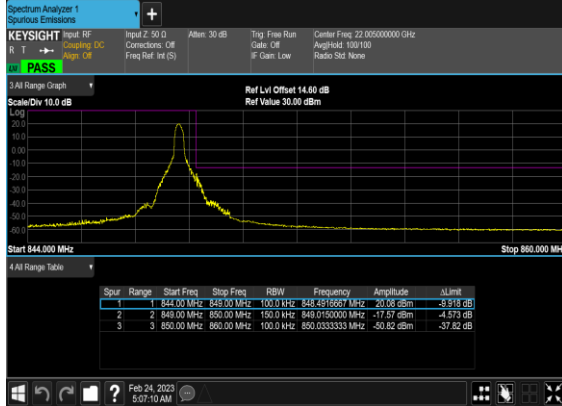 Spectrum Analyzer 1
Spurious Emissions
KEYSIGHT
R T
PASS
Input: RF
Coupling: DC
Align: Off
Input Z: 50 Ω
Corrections: Off
Freq Ref: Int (S)
Atten: 30 dB
Trig: Free Run
Gate: Off
IF Gain: Low
Center Freq: 22.005000000 GHz
Avg|Hold: 100/100
Radio Std: None
3 All Range Graph
Scale/Div 10.0 dB
Ref Lvl Offset 14.60 dB
Ref Value 30.00 dBm
Log
20.0
10.0
0.00
-10.0
-20.0
-30.0
-40.0
-50.0
-60.0
Start 844.000 MHz
Stop 860.000 MH
4 All Range Table
Spur Range Start Freq Stop Freq RBW Frequency Amplitude ΔLimit
1 1 844.00 MHz 849.00 MHz 100.0 kHz 848.4916667 MHz 20.08 dBm -9.918 dB
2 2 849.00 MHz 850.00 MHz 150.0 kHz 849.0150000 MHz -17.57 dBm -4.573 dB
3 3 850.00 MHz 860.00 MHz 100.0 kHz 850.0333333 MHz -50.82 dBm -37.82 dB
Feb 24, 2023
5:07:10 AM